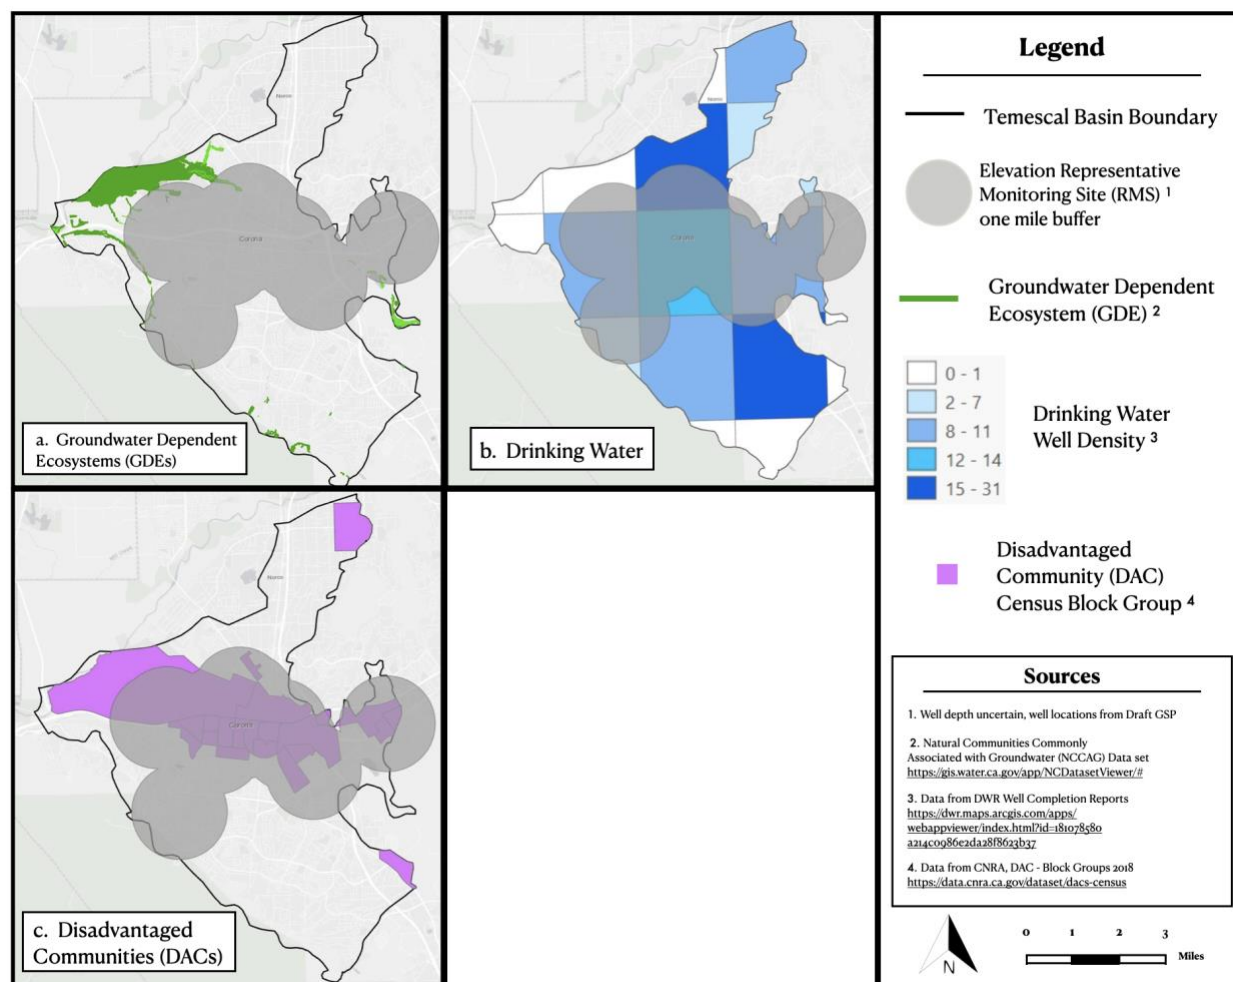 Norco
Corona
a. Groundwater Dependent
Ecosystems (GDEs)
Norco
Corona
b. Drinking Water
Norco
Corona
c. Disadvantaged
Communities (DACs)
Legend
Temescal Basin Boundary
Elevation Representative
Monitoring Site (RMS) 1
one mile buffer
Groundwater Dependent
Ecosystem (GDE) 2
0 - 1
2 - 7
8 - 11
12 - 14
15 - 31
Drinking Water
Well Density 3
Disadvantaged
Community (DAC)
Census Block Group 4
Sources
1. Well depth uncertain, well locations from Draft GSP
2. Natural Communities Commonly
Associated with Groundwater (NCCAG) Data set
https://gis.water.ca.gov/app/NCDatasetViewer/#
3. Data from DWR Well Completion Reports
https://dwr.maps.arcgis.com/apps/
webappviewer/index.html?id=181078580
a214c0986e2da28f8623b37
4. Data from CNRA, DAC - Block Groups 2018
https://data.cnra.ca.gov/dataset/dacs-census
N
0 1 2 3
Miles